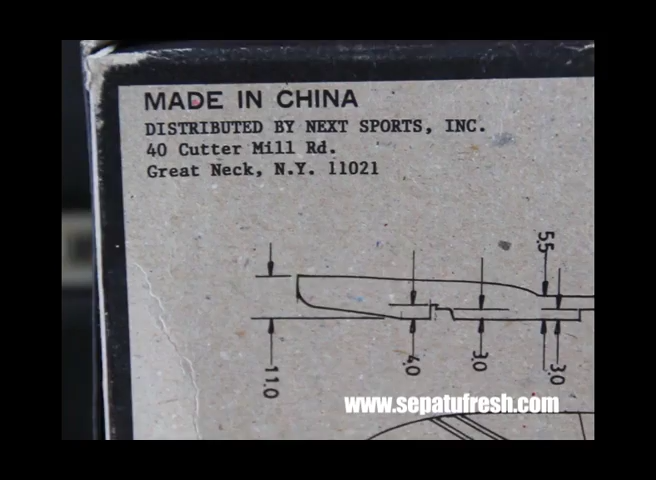 MADE IN CHINA
DISTRIBUTED BY NEXT SPORTS, INC.
40 Cutter Mill Rd.
Great Neck, N.Y. 11021
5.5
11.0
4.0
3.0
3.0
www.sepatufresh.com